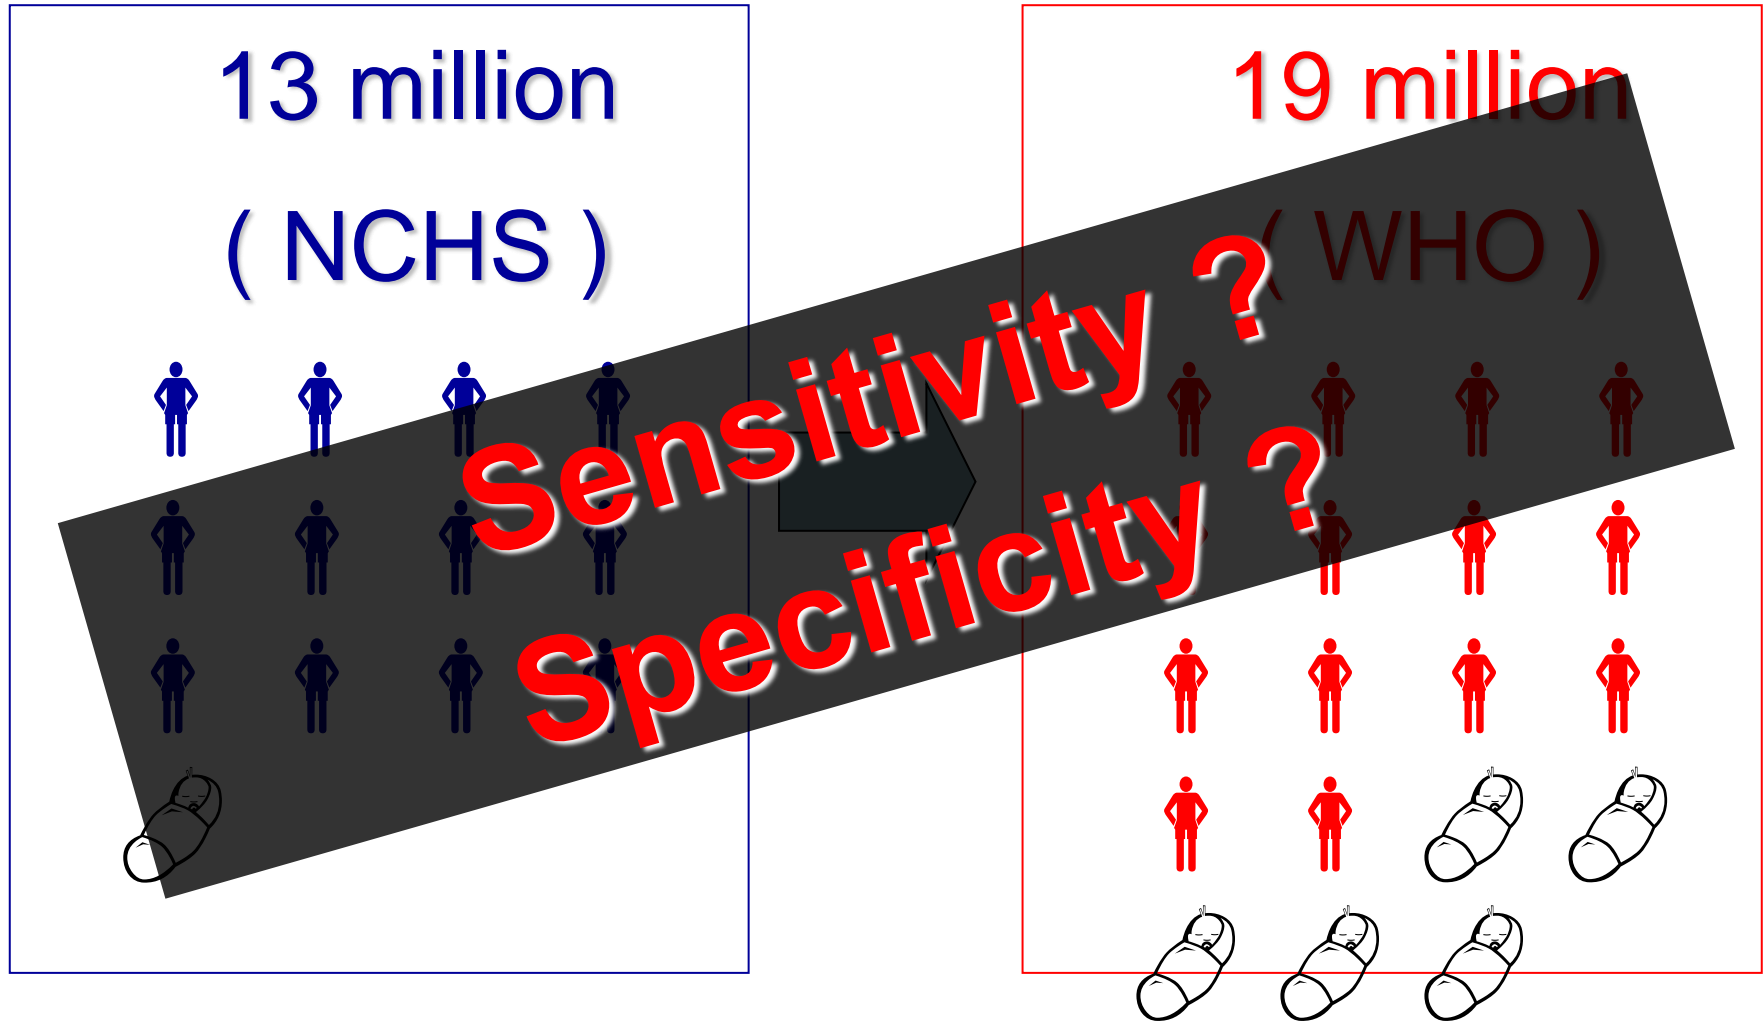 13 million
( NCHS )
19 million
( WHO )
Sensitivity ?
Specificity ?